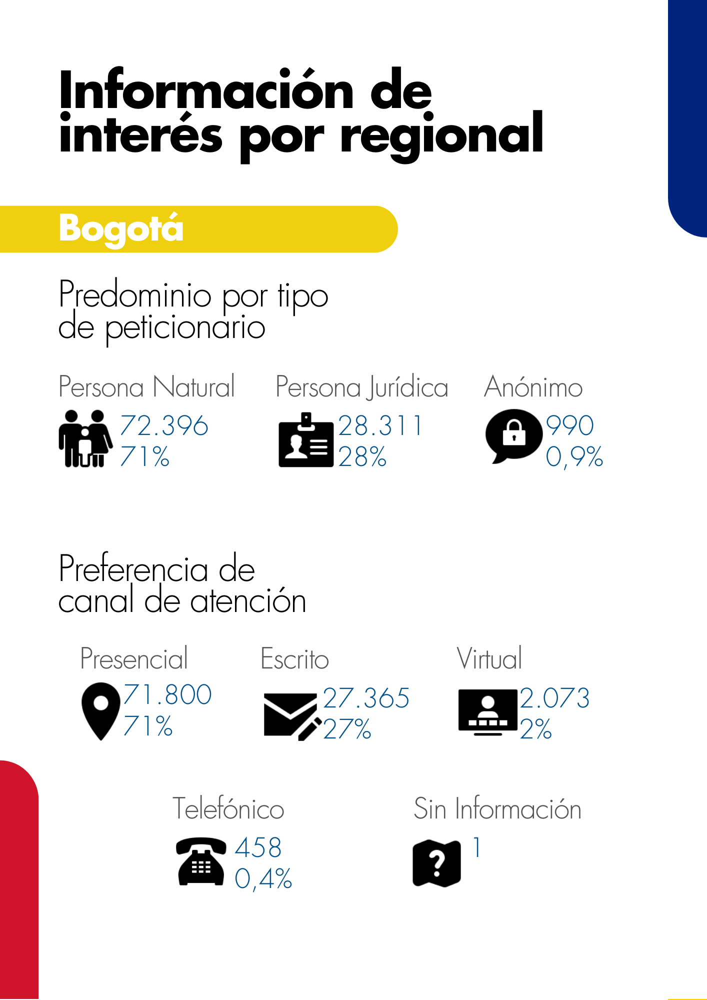 Información de
interés por regional
Bogotá
Predominio por tipo
de peticionario
Persona Natural
72.396
71%
Persona Jurídica
28.311
28%
Anónimo
990
0,9%
Preferencia de
canal de atención
Presencial
71.800
71%
Escrito
27.365
27%
Virtual
2.073
2%
Telefónico
458
0,4%
Sin Información
1